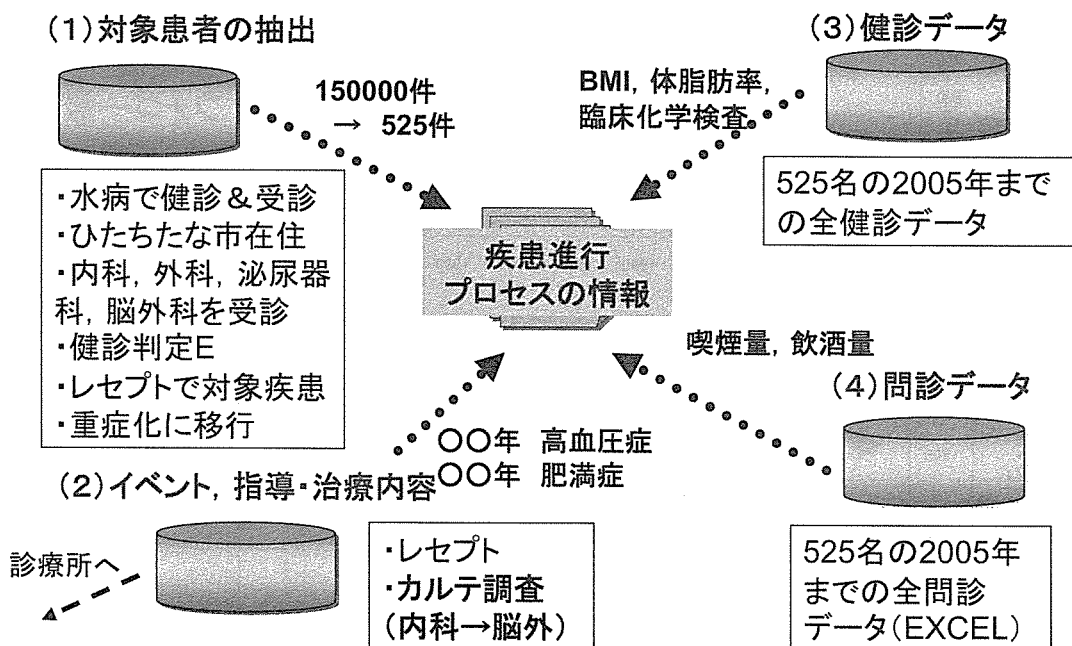 (1)対象患者の抽出
150000件
→ 525件
・水病で健診&受診
・ひたちたな市在住
・内科, 外科, 泌尿器
科, 脳外科を受診
・健診判定E
・レセプトで対象疾患
・重症化に移行
(3)健診データ
BMI, 体脂肪率,
臨床化学検査
525名の2005年まで
の全健診データ
疾患進行
プロセスの情報
(2)イベント, 指導・治療内容
〇〇年 高血圧症
〇〇年 肥満症
診療所へ
・レセプト
・カルテ調査
(内科→脳外)
喫煙量, 飲酒量
(4)問診データ
525名の2005年
までの全問診
データ(EXCEL)